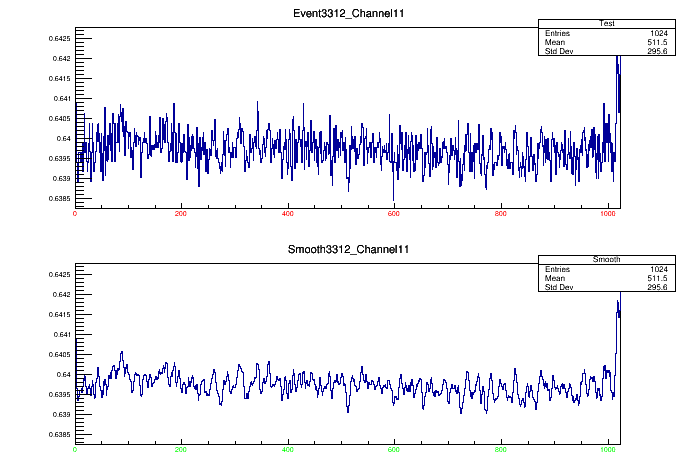 Event3312_Channel11
Test
Entries 1024
Mean 511.5
Std Dev 295.6
0.6425
0.642
0.6415
0.641
0.6405
0.64
0.6395
0.639
0.6385
0 200 400 600 800 1000
Smooth3312_Channel11
Smooth
Entries 1024
Mean 511.5
Std Dev 295.6
0.6425
0.642
0.6415
0.641
0.6405
0.64
0.6395
0.639
0.6385
0 200 400 600 800 1000